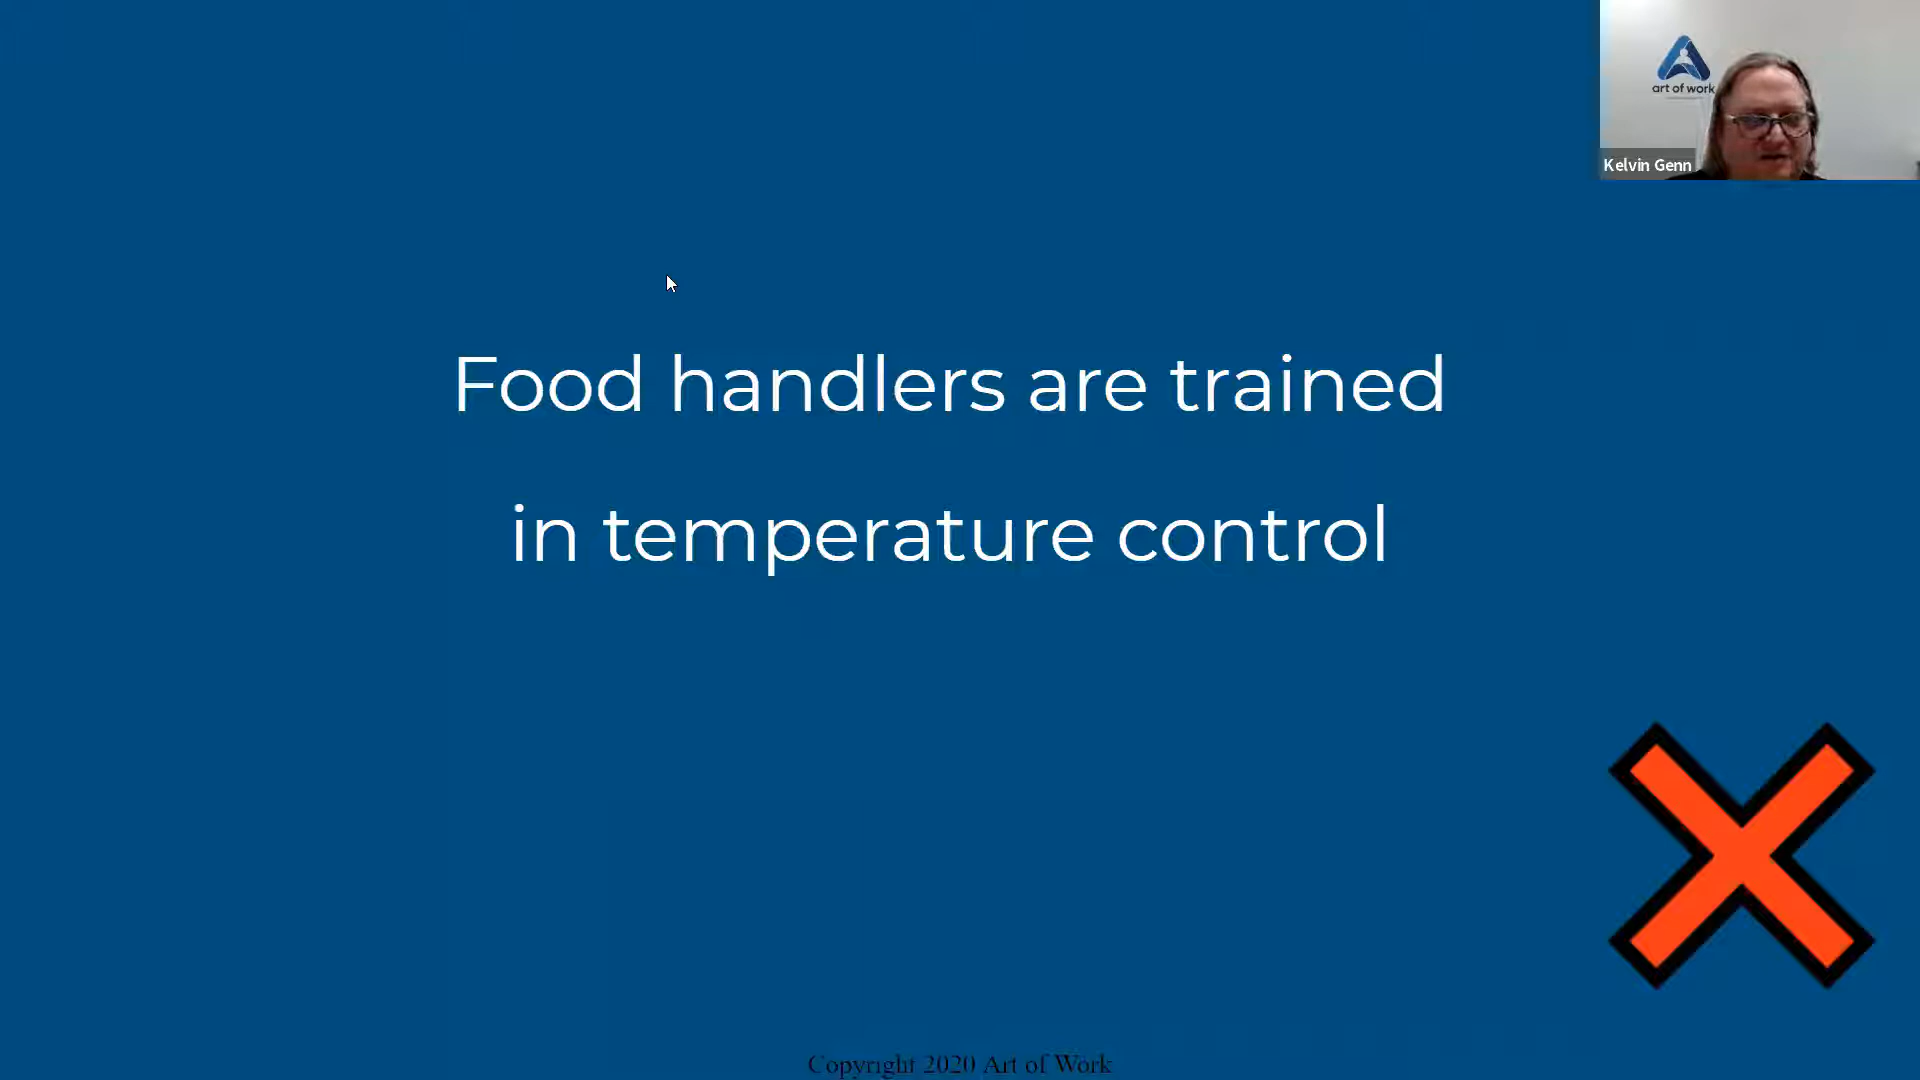 art of work
Kelvin Genn
Food handlers are trained
in temperature control
Copyright 2020 Art of Work